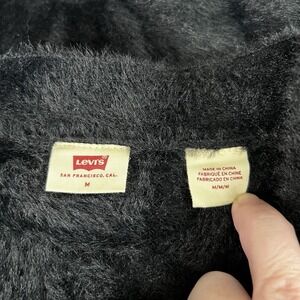 LEVI'S
SAN FRANCISCO, CAL.
M
MADE IN CHINA
FABRIQUÉ EN CHINE
FABRICADO EN CHINA
M/M/M